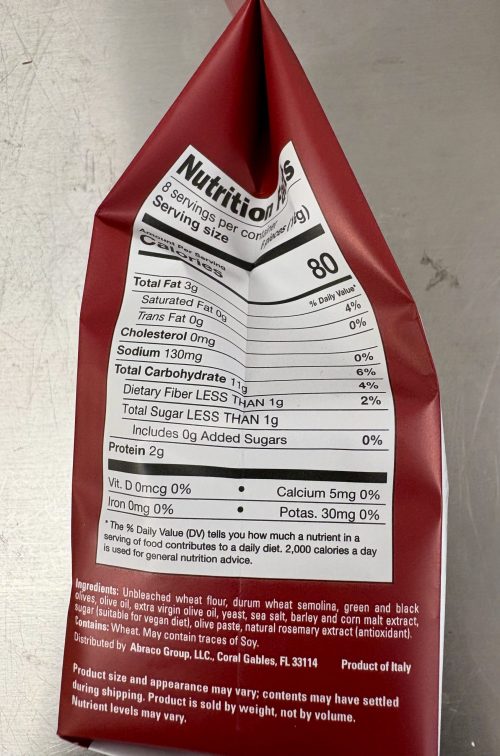 Nutrition
8 servings per container
Serving size 6 pieces
Amount Per Serving
Calories 80
% Daily Value*
Total Fat 3g 4%
Saturated Fat 0g 0%
Trans Fat 0g
Cholesterol 0mg 0%
Sodium 130mg 6%
Total Carbohydrate 11g 4%
Dietary Fiber LESS THAN 1g 2%
Total Sugar LESS THAN 1g
Includes 0g Added Sugars 0%
Protein 2g
Vit. D 0mcg 0% • Calcium 5mg 0%
Iron 0mg 0% • Potas. 30mg 0%
* The % Daily Value (DV) tells you how much a nutrient in a
serving of food contributes to a daily diet. 2,000 calories a day
is used for general nutrition advice.
Ingredients: Unbleached wheat flour, durum wheat semolina, green and black
olives, olive oil, extra virgin olive oil, yeast, sea salt, barley and corn malt extract,
sugar (suitable for vegan diet), olive paste, natural rosemary extract (antioxidant).
Contains: Wheat. May contain traces of Soy.
Distributed by Abraco Group, LLC., Coral Gables, FL 33114 Product of Italy
Product size and appearance may vary; contents may have settled
during shipping. Product is sold by weight, not by volume.
Nutrient levels may vary.